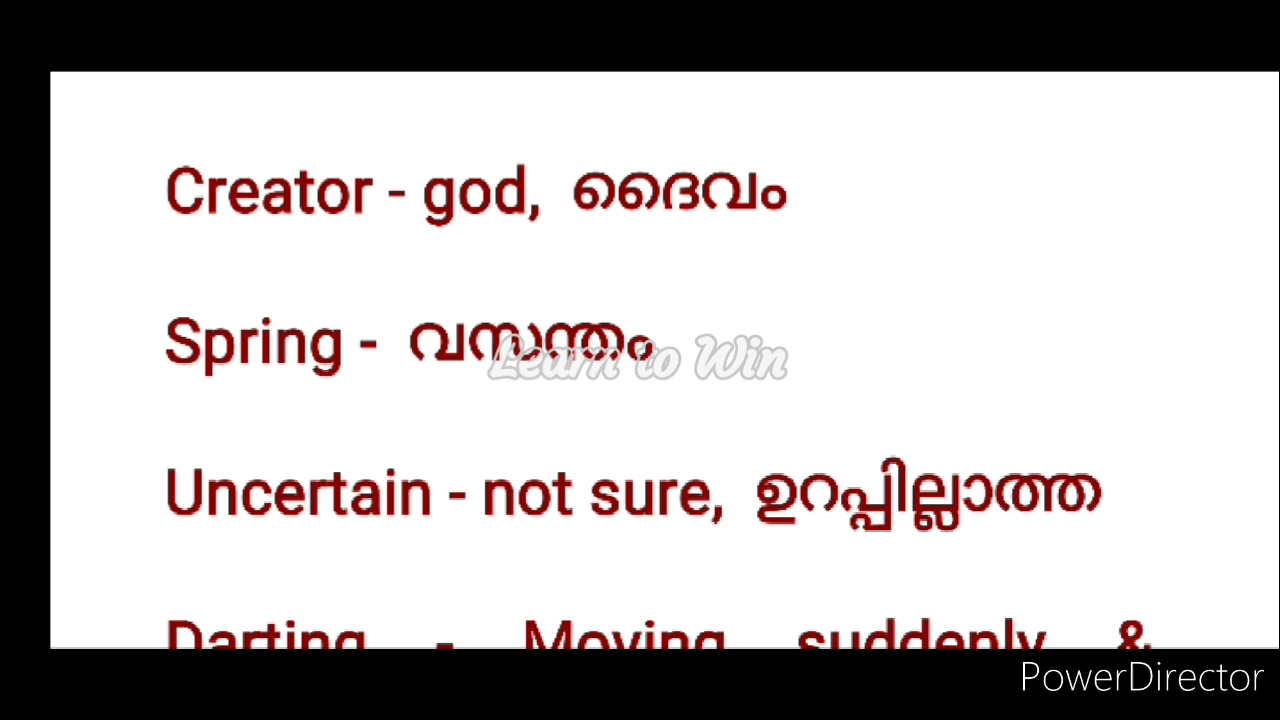 Creator - god, ദൈവം
Spring - വസന്തം
Learn to Win
Uncertain - not sure, ഉറപ്പില്ലാത്ത
Darting - Moving suddenly &
PowerDirector